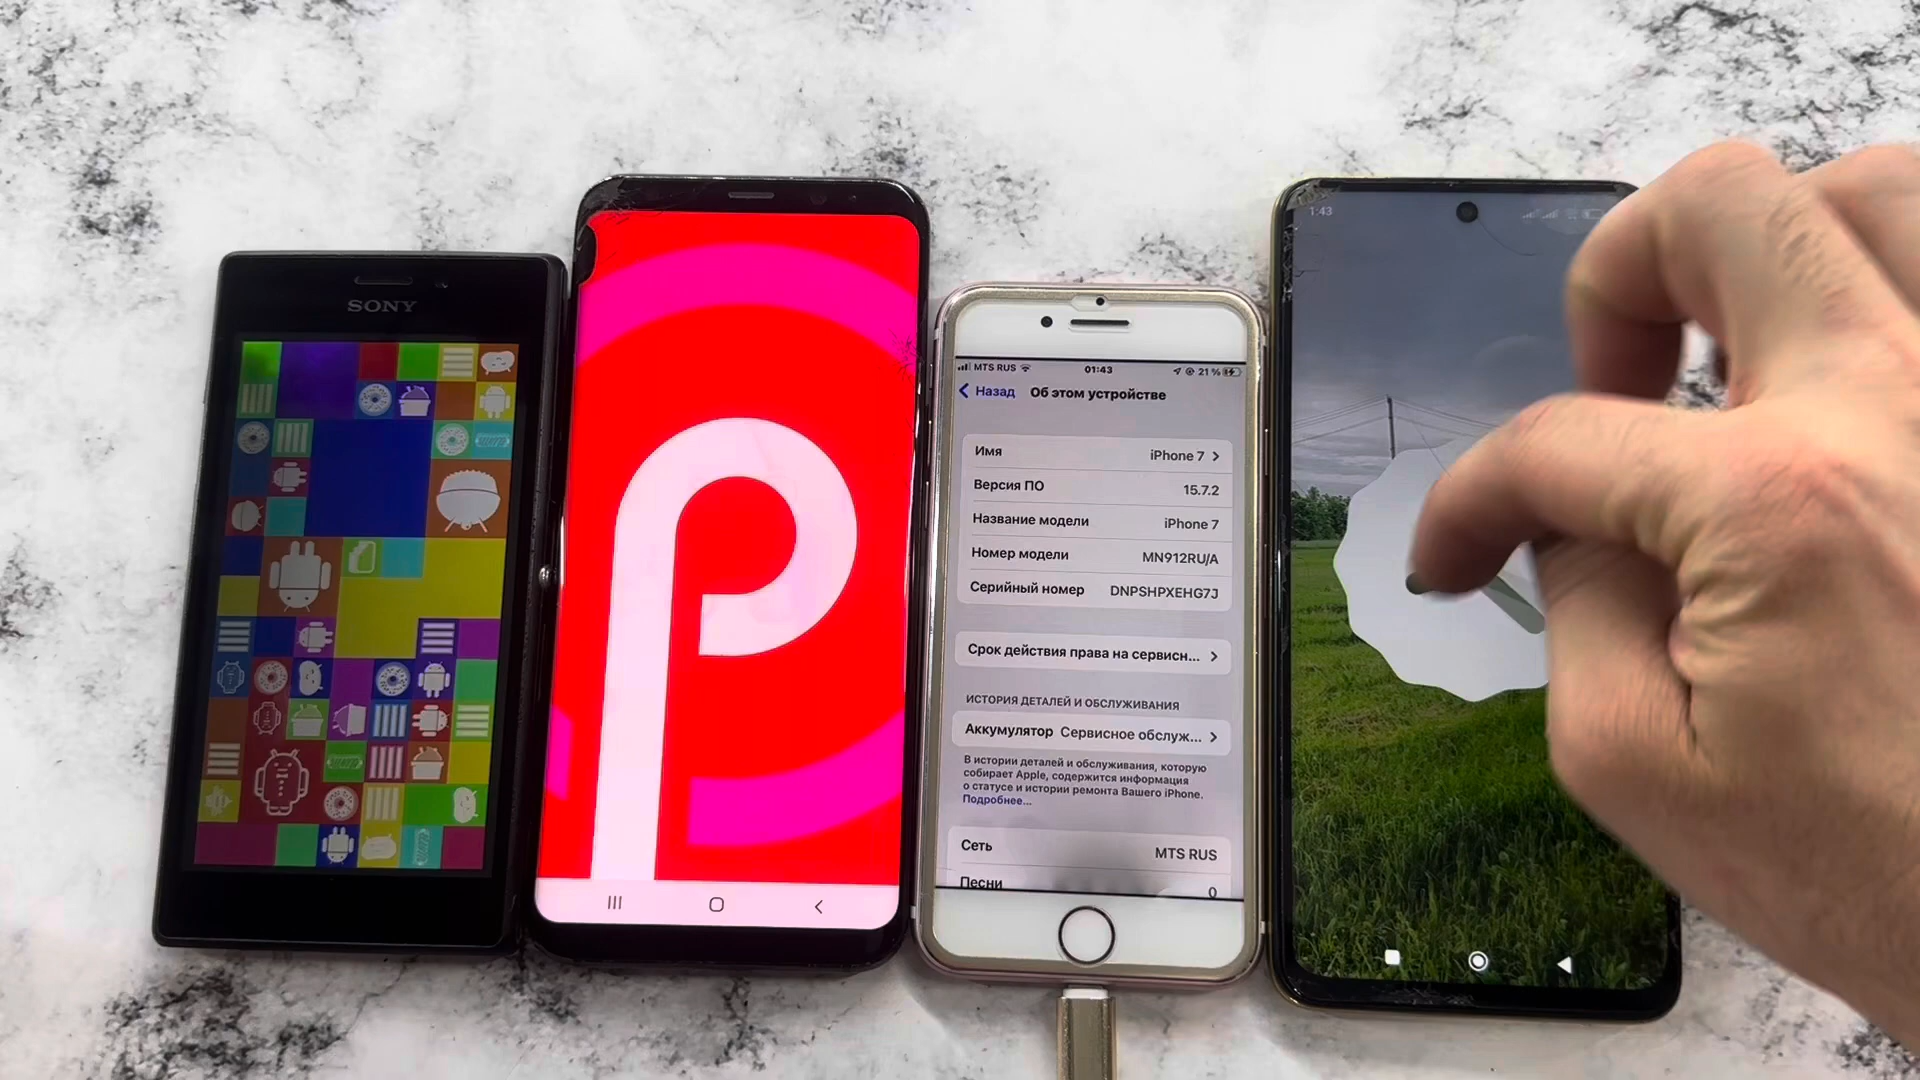 SONY
MTS RUS 01:43 21 %
Назад Об этом устройстве
Имя iPhone 7
Версия ПО 15.7.2
Название модели iPhone 7
Номер модели MN912RU/A
Серийный номер DNPSHPXEHG7J
Срок действия права на сервисн...
ИСТОРИЯ ДЕТАЛЕЙ И ОБСЛУЖИВАНИЯ
Аккумулятор Сервисное обслуж...
В истории деталей и обслуживания, которую
собирает Apple, содержится информация
о статусе и истории ремонта Вашего iPhone.
Подробнее...
Сеть MTS RUS
Песни 0
1:43